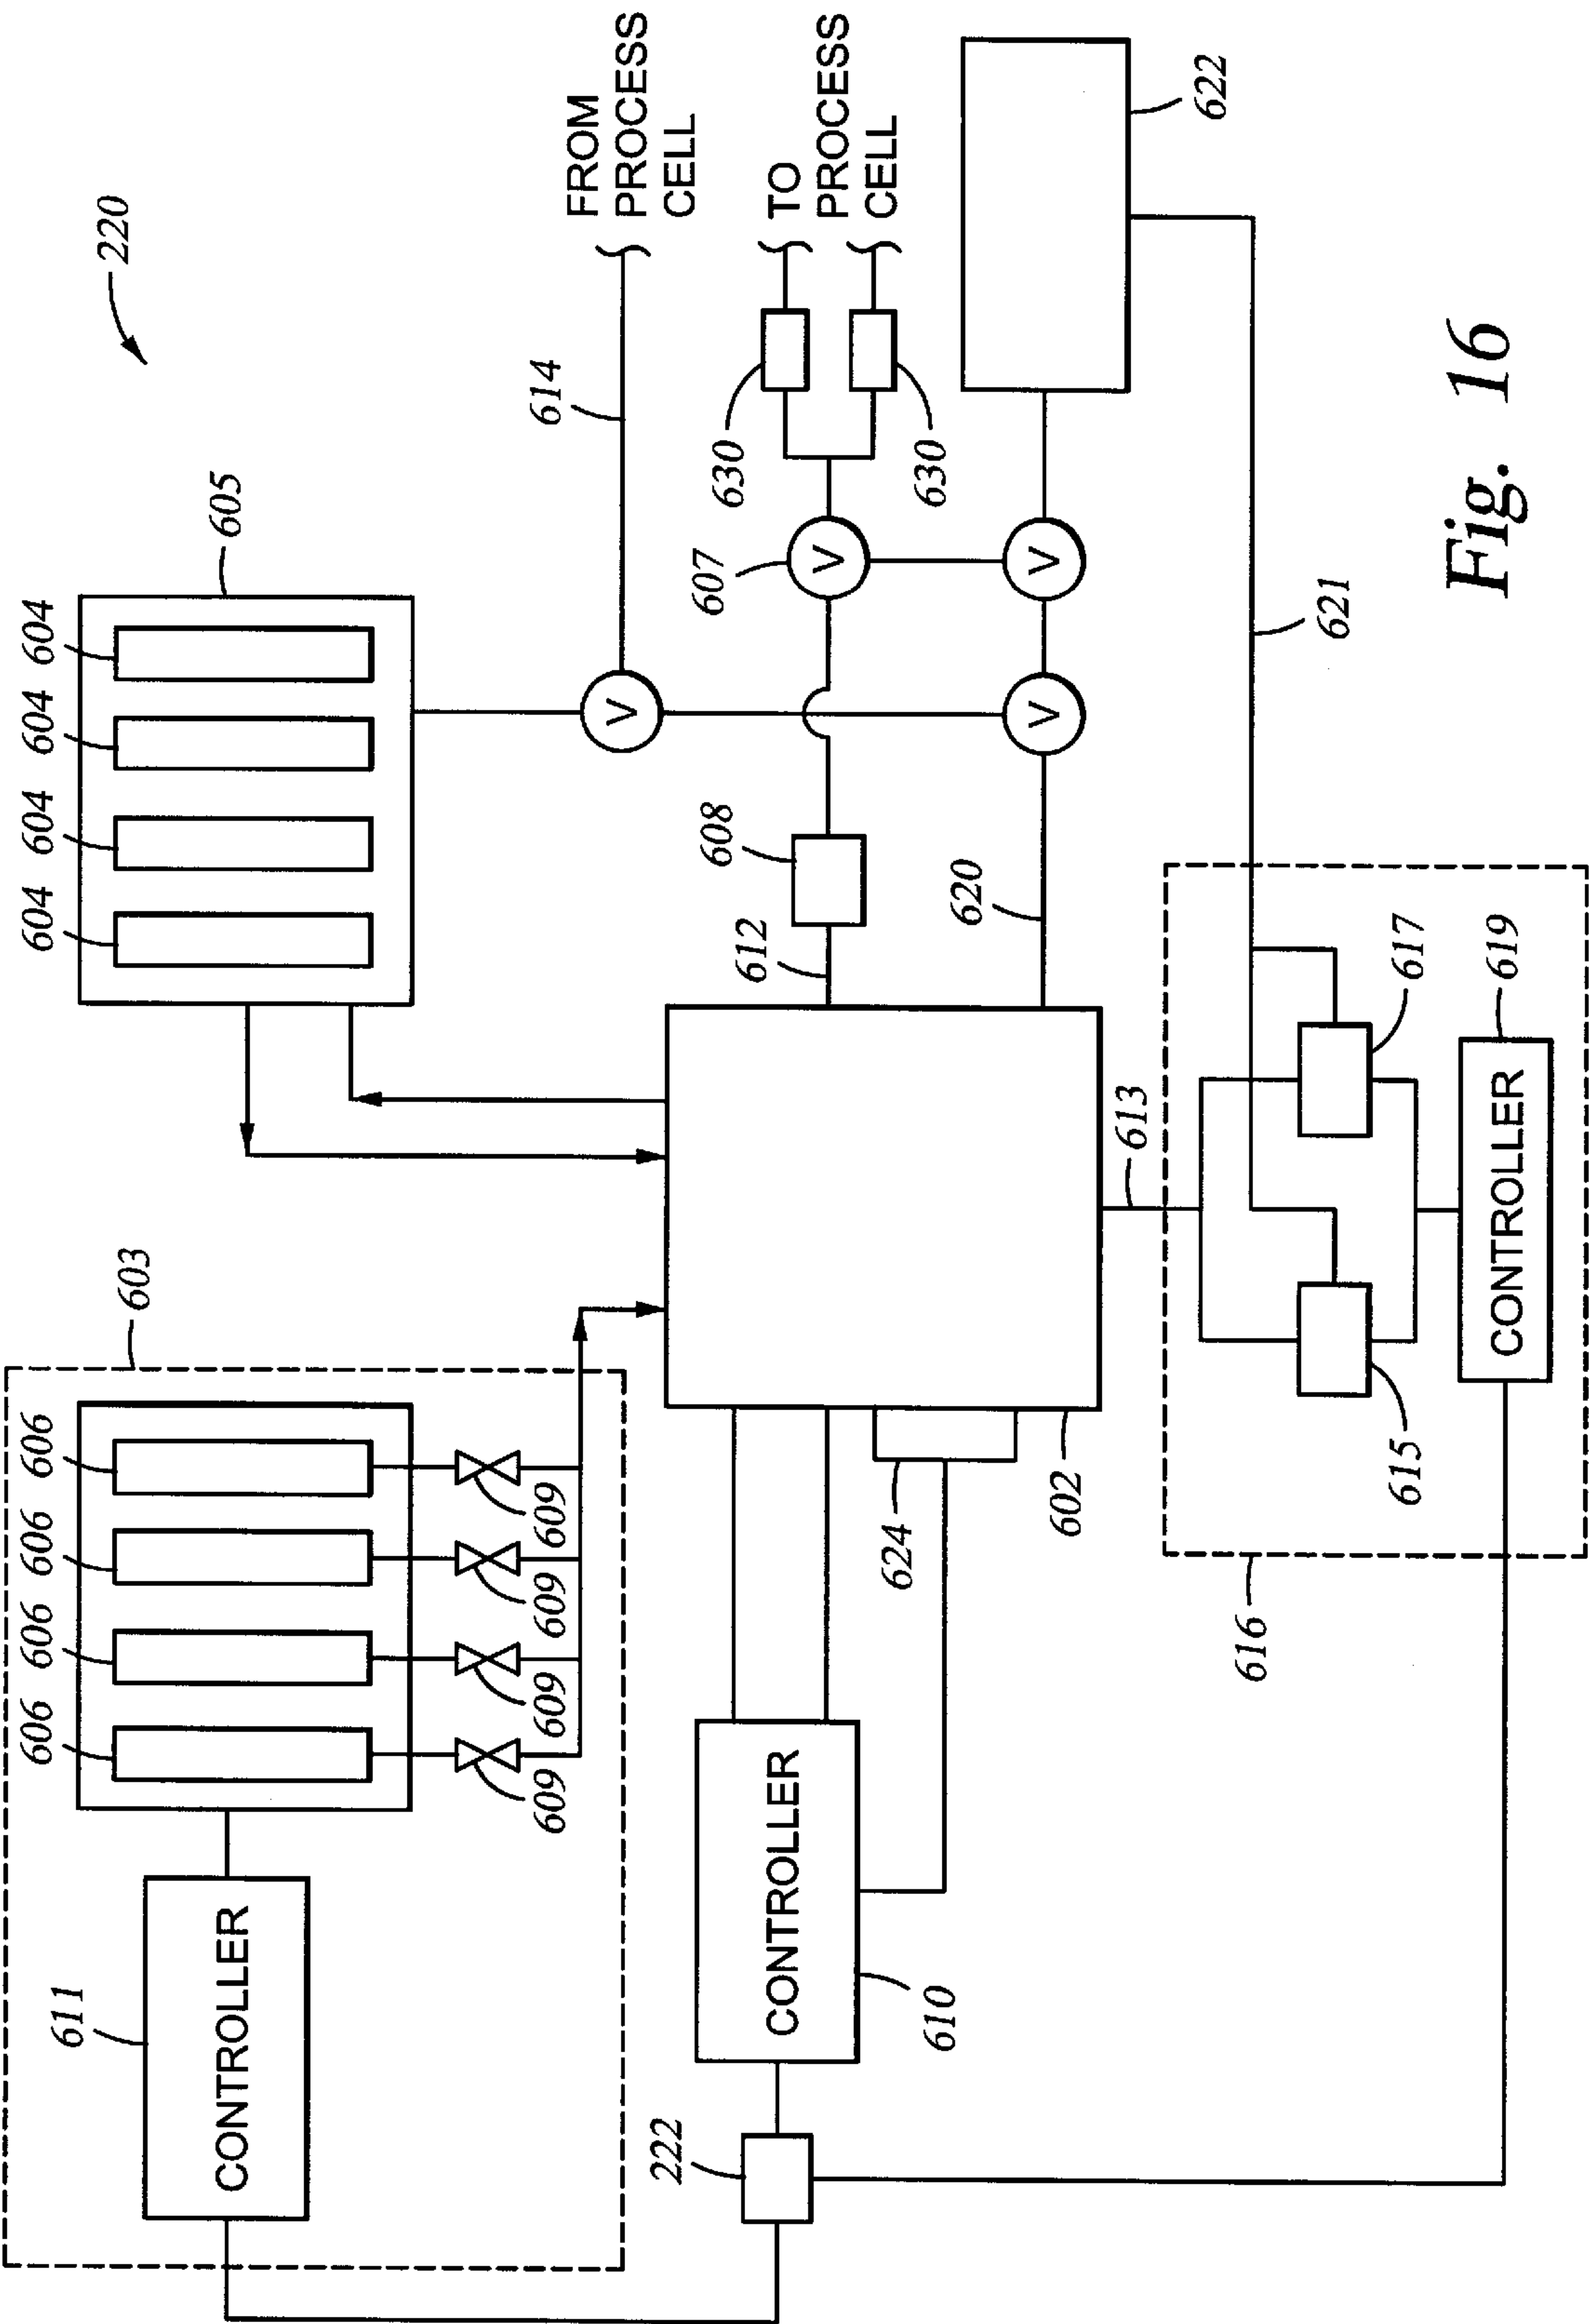 220
603
611
CONTROLLER
606
606
606
606
609
609
609
609
604
604
604
604
605
614
FROM
PROCESS
CELL
TO
PROCESS
CELL
630
630
607
V
V
V
V
608
612
620
622
621
222
CONTROLLER
610
624
602
613
616
615
617
619
CONTROLLER
Fig. 16